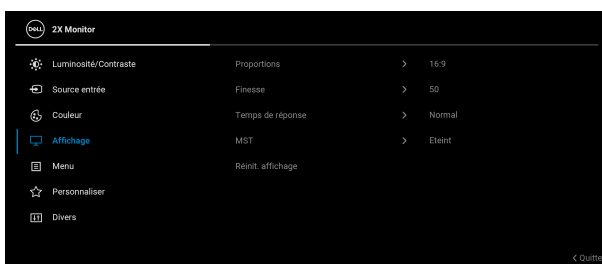 DELL 2X Monitor
Luminosité/Contraste Proportions > 16:9
Source entrée Finesse > 50
Couleur Temps de réponse > Normal
Affichage MST > Eteint
Menu Réinit. affichage
Personnaliser
Divers
< Quitte